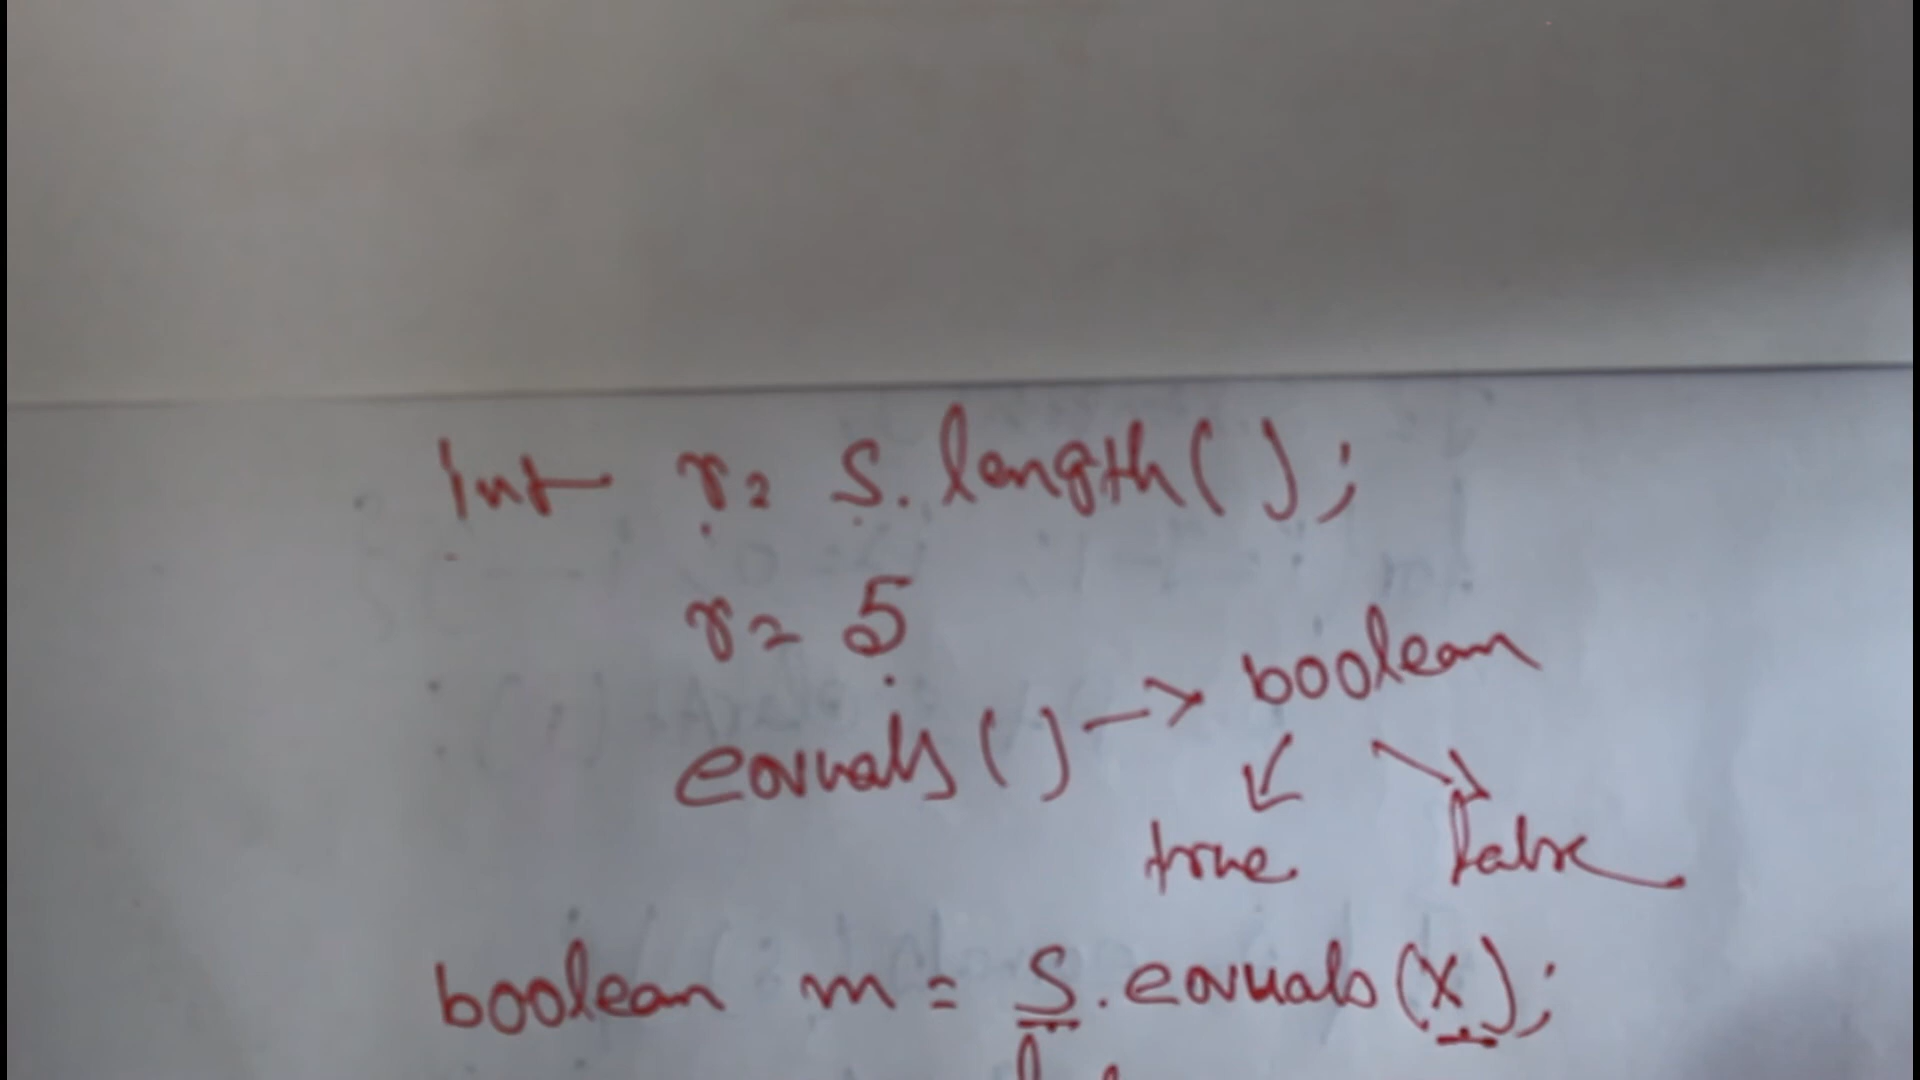 int r = s.length();
r = 5
equals() -> boolean
true false
boolean m = s.equals(x);